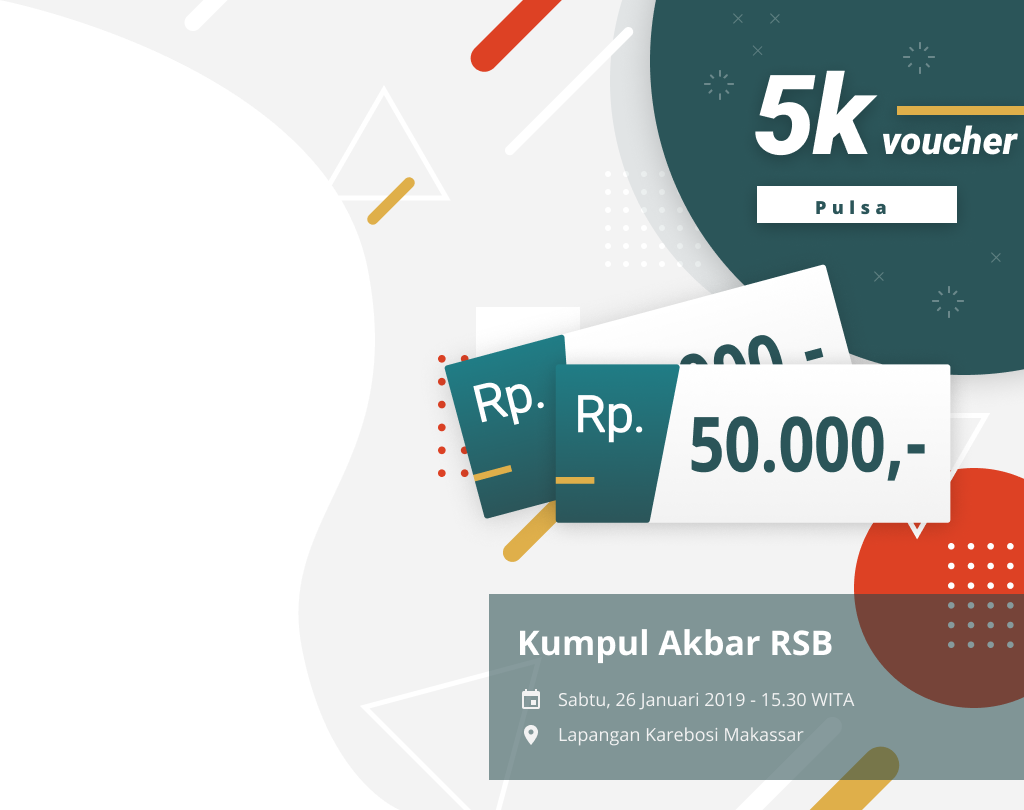 5k
voucher
Pulsa
Rp.
000,-
Rp.
50.000,-
Kumpul Akbar RSB
Sabtu, 26 Januari 2019 - 15.30 WITA
Lapangan Karebosi Makassar